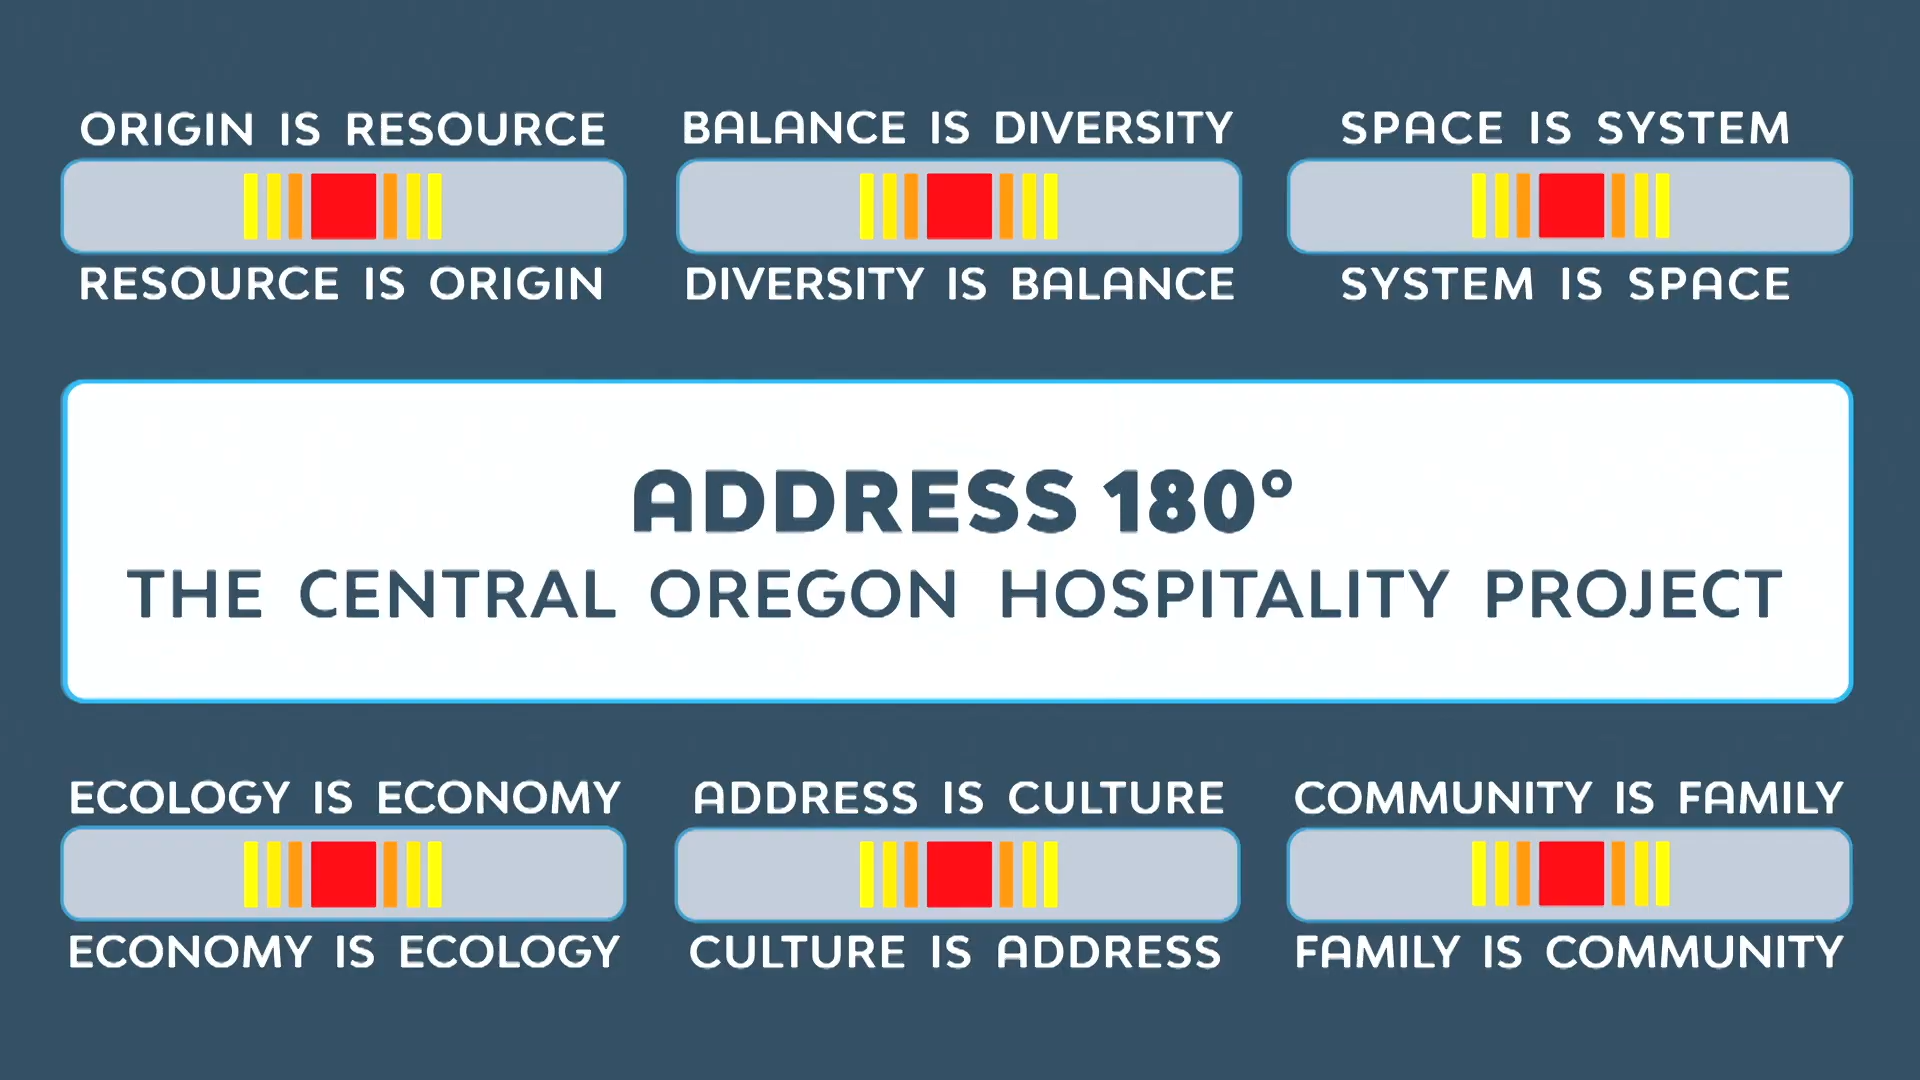 ORIGIN IS RESOURCE
RESOURCE IS ORIGIN
BALANCE IS DIVERSITY
DIVERSITY IS BALANCE
SPACE IS SYSTEM
SYSTEM IS SPACE
ADDRESS 180°
THE CENTRAL OREGON HOSPITALITY PROJECT
ECOLOGY IS ECONOMY
ECONOMY IS ECOLOGY
ADDRESS IS CULTURE
CULTURE IS ADDRESS
COMMUNITY IS FAMILY
FAMILY IS COMMUNITY